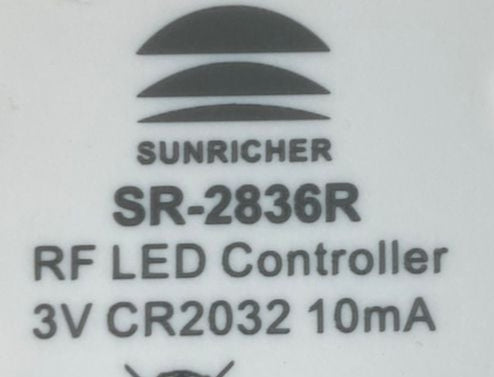 SUNRICHER
SR-2836R
RF LED Controller
3V CR2032 10mA